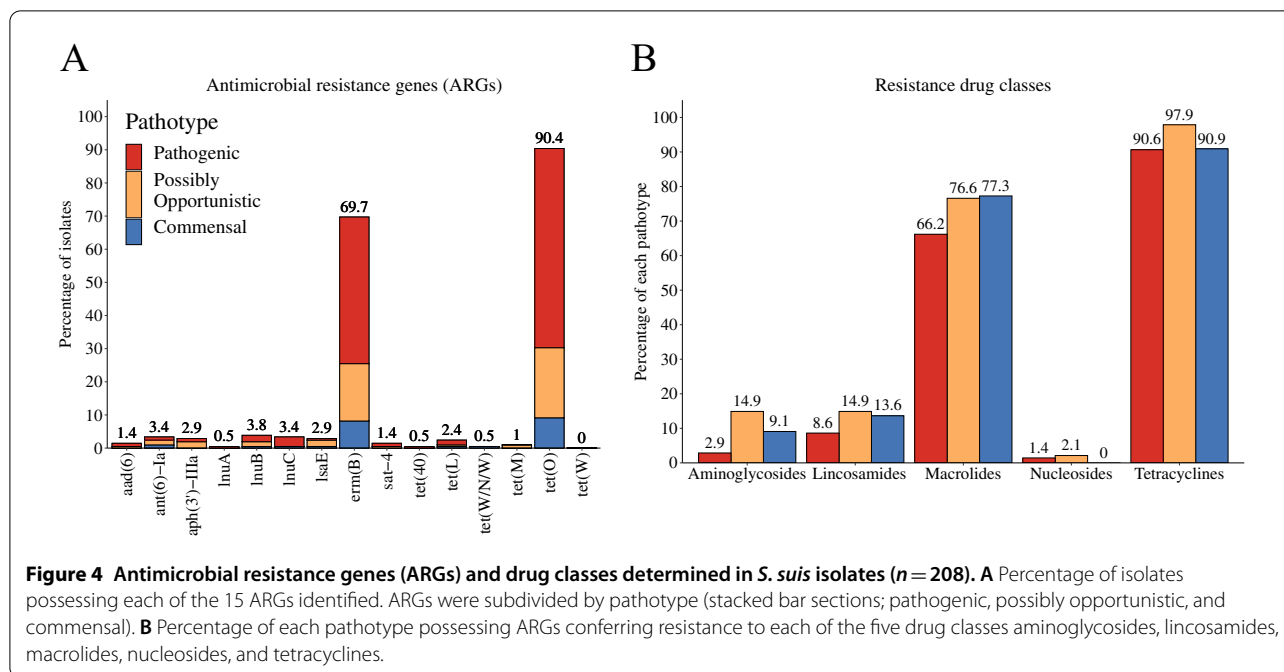 A
B
Antimicrobial resistance genes (ARGs)
Resistance drug classes
Percentage of isolates
100
90
80
70
60
50
40
30
20
10
0
Pathotype
Pathogenic
Possibly
Opportunistic
Commensal
1.4
3.4
2.9
0.5
3.8
3.4
2.9
69.7
1.4
0.5
2.4
0.5
1
90.4
0
aad(6)
ant(6)−Ia
aph(3')−IIIa
lnuA
lnuB
lnuC
lsaE
erm(B)
sat−4
tet(40)
tet(L)
tet(W/N/W)
tet(M)
tet(O)
tet(W)
Percentage of each pathotype
100
90
80
70
60
50
40
30
20
10
0
2.9
14.9
9.1
8.6
14.9
13.6
66.2
76.6
77.3
1.4
2.1
0
90.6
97.9
90.9
Aminoglycosides
Lincosamides
Macrolides
Nucleosides
Tetracyclines
Figure 4 Antimicrobial resistance genes (ARGs) and drug classes determined in S. suis isolates (n = 208). A Percentage of isolates
possessing each of the 15 ARGs identified. ARGs were subdivided by pathotype (stacked bar sections; pathogenic, possibly opportunistic, and
commensal). B Percentage of each pathotype possessing ARGs conferring resistance to each of the five drug classes aminoglycosides, lincosamides,
macrolides, nucleosides, and tetracyclines.